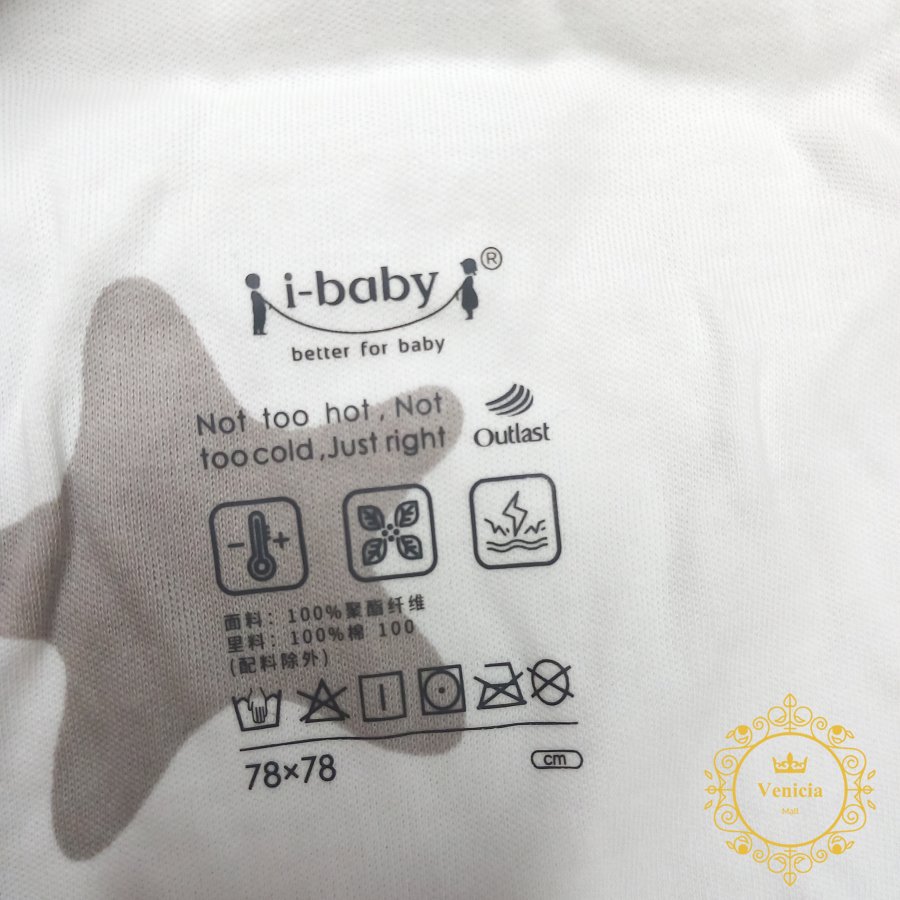 i-baby®
better for baby
Not too hot, Not
too cold, Just right
Outlast
- +
面料: 100%聚酯纤维
里料: 100%棉 100
(配料除外)
78×78
cm
Venicia
Mall